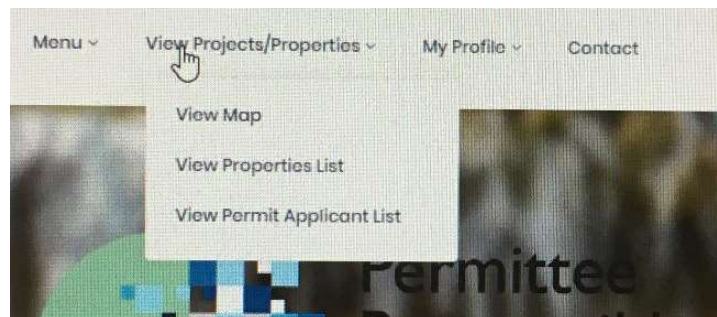 Menu View Projects/Properties My Profile Contact
View Map
View Properties List
View Permit Applicant List
Permittee